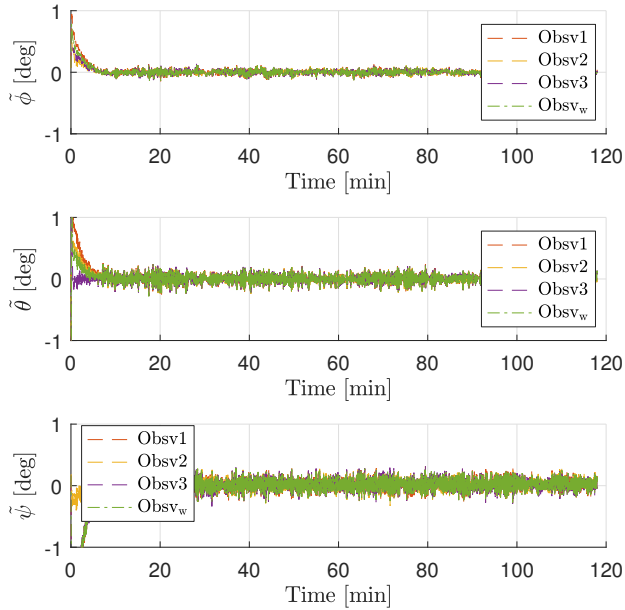 1
0
-1
φ̃ [deg]
Obsv1
Obsv2
Obsv3
Obsv_w
0 20 40 60 80 100 120
Time [min]
1
0
-1
θ̃ [deg]
Obsv1
Obsv2
Obsv3
Obsv_w
0 20 40 60 80 100 120
Time [min]
1
0
-1
ψ̃ [deg]
Obsv1
Obsv2
Obsv3
Obsv_w
0 20 40 60 80 100 120
Time [min]